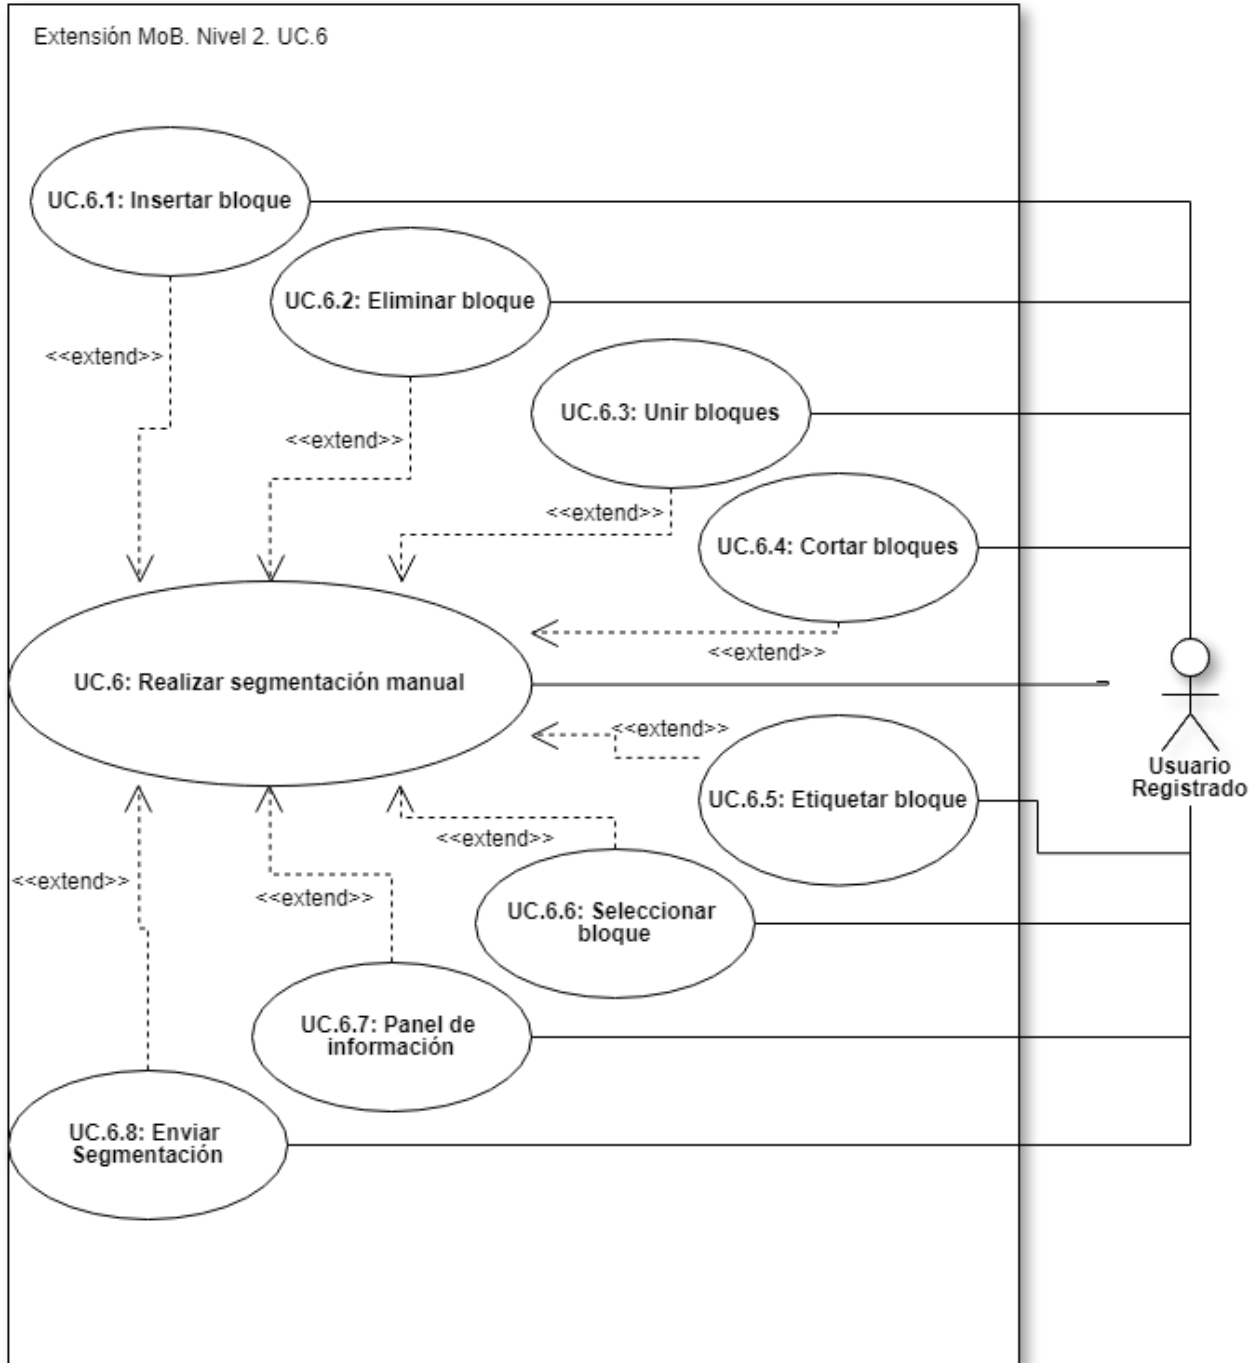 Extensión MoB. Nivel 2. UC.6
UC.6.1: Insertar bloque
UC.6.2: Eliminar bloque
<<extend>>
UC.6.3: Unir bloques
<<extend>>
<<extend>>
UC.6.4: Cortar bloques
<<extend>>
UC.6: Realizar segmentación manual
<<extend>>
Usuario
Registrado
UC.6.5: Etiquetar bloque
<<extend>>
<<extend>>
<<extend>>
UC.6.6: Seleccionar
bloque
UC.6.7: Panel de
información
UC.6.8: Enviar
Segmentación